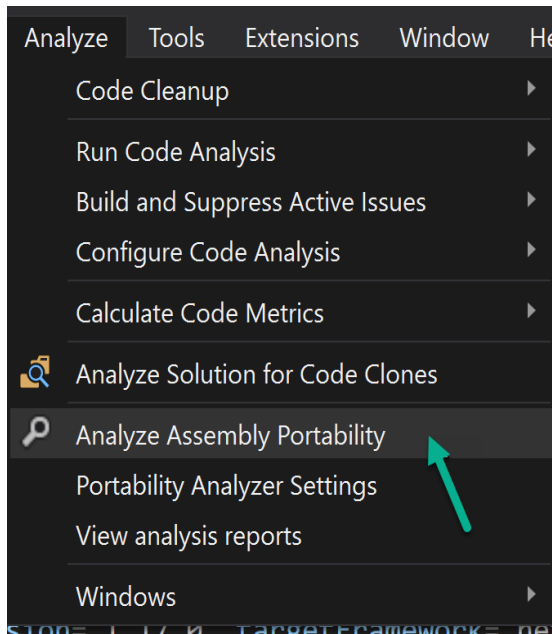 Analyze Tools Extensions Window
Code Cleanup
Run Code Analysis
Build and Suppress Active Issues
Configure Code Analysis
Calculate Code Metrics
Analyze Solution for Code Clones
Analyze Assembly Portability
Portability Analyzer Settings
View analysis reports
Windows